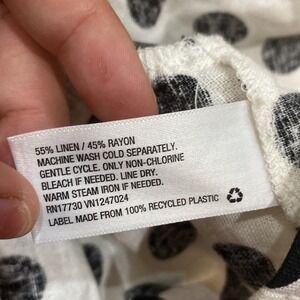 55% LINEN / 45% RAYON
MACHINE WASH COLD SEPARATELY.
GENTLE CYCLE. ONLY NON-CHLORINE
BLEACH IF NEEDED. LINE DRY.
WARM STEAM IRON IF NEEDED.
RN17730 VN1247024
LABEL MADE FROM 100% RECYCLED PLASTIC